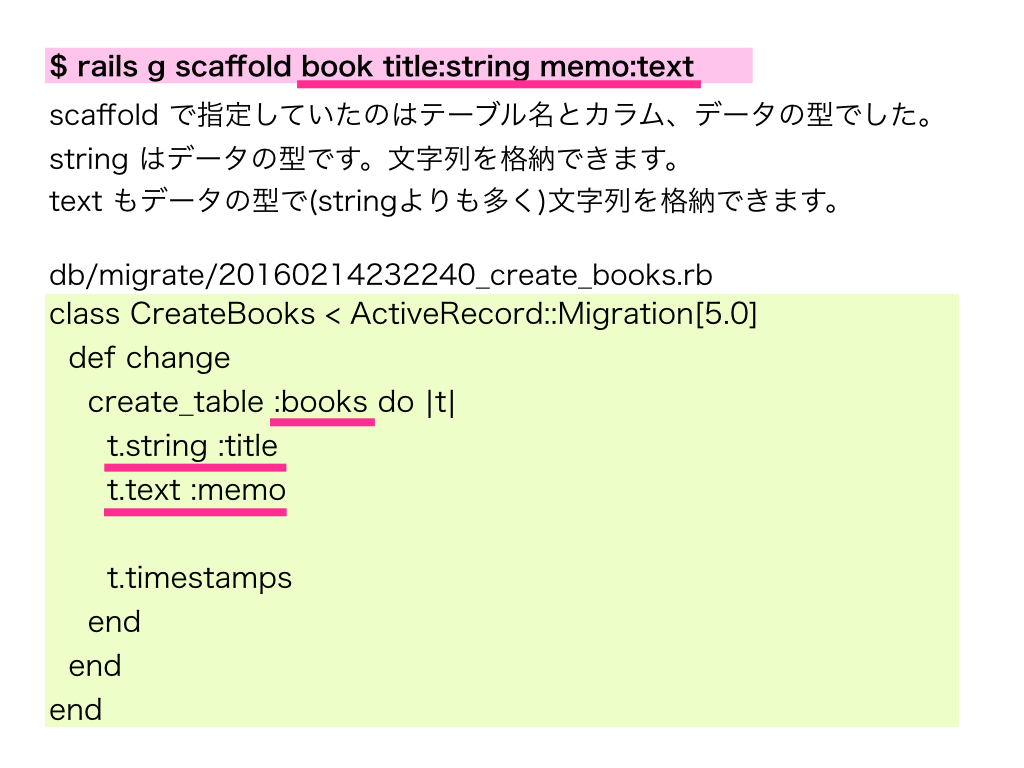 $ rails g scaffold book title:string memo:text
scaffold で指定していたのはテーブル名とカラム、データの型でした。
string はデータの型です。文字列を格納できます。
text もデータの型で(stringよりも多く)文字列を格納できます。
db/migrate/20160214232240_create_books.rb
class CreateBooks < ActiveRecord::Migration[5.0]
def change
create_table :books do |t|
t.string :title
t.text :memo
t.timestamps
end
end
end